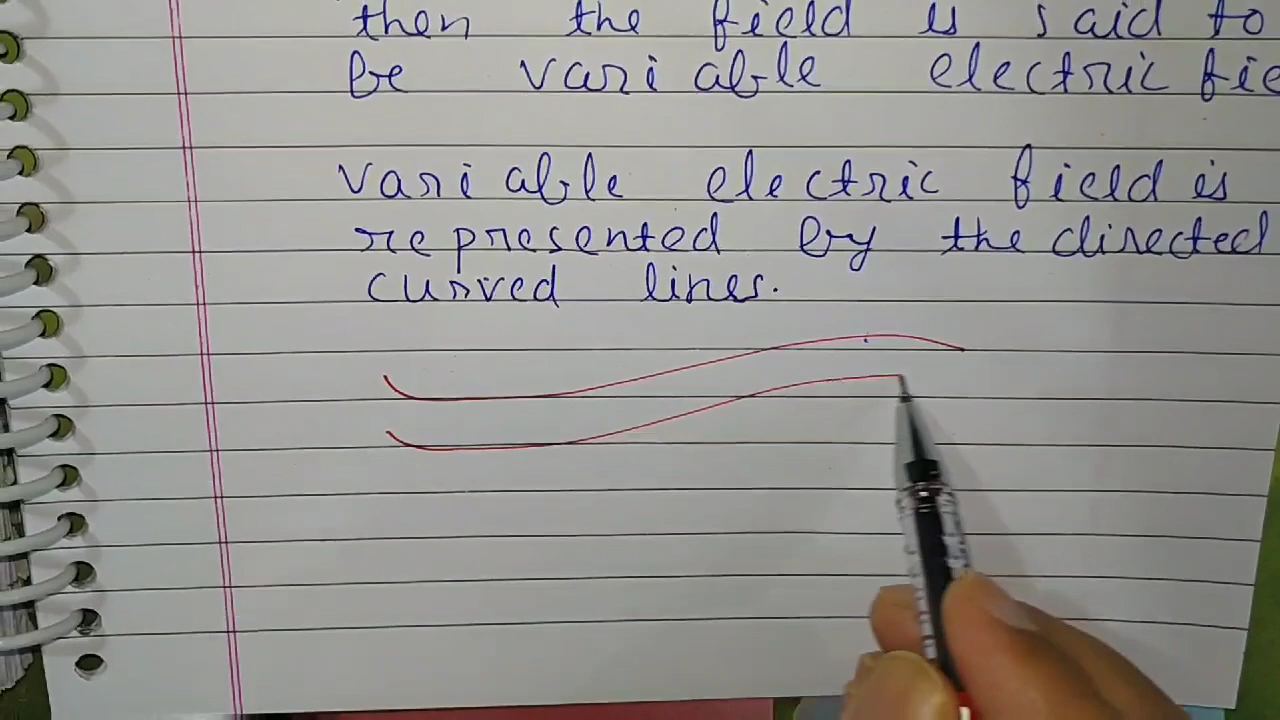 then the field is said to
be variable electric fie
variable electric field is
represented by the directed
curved lines.